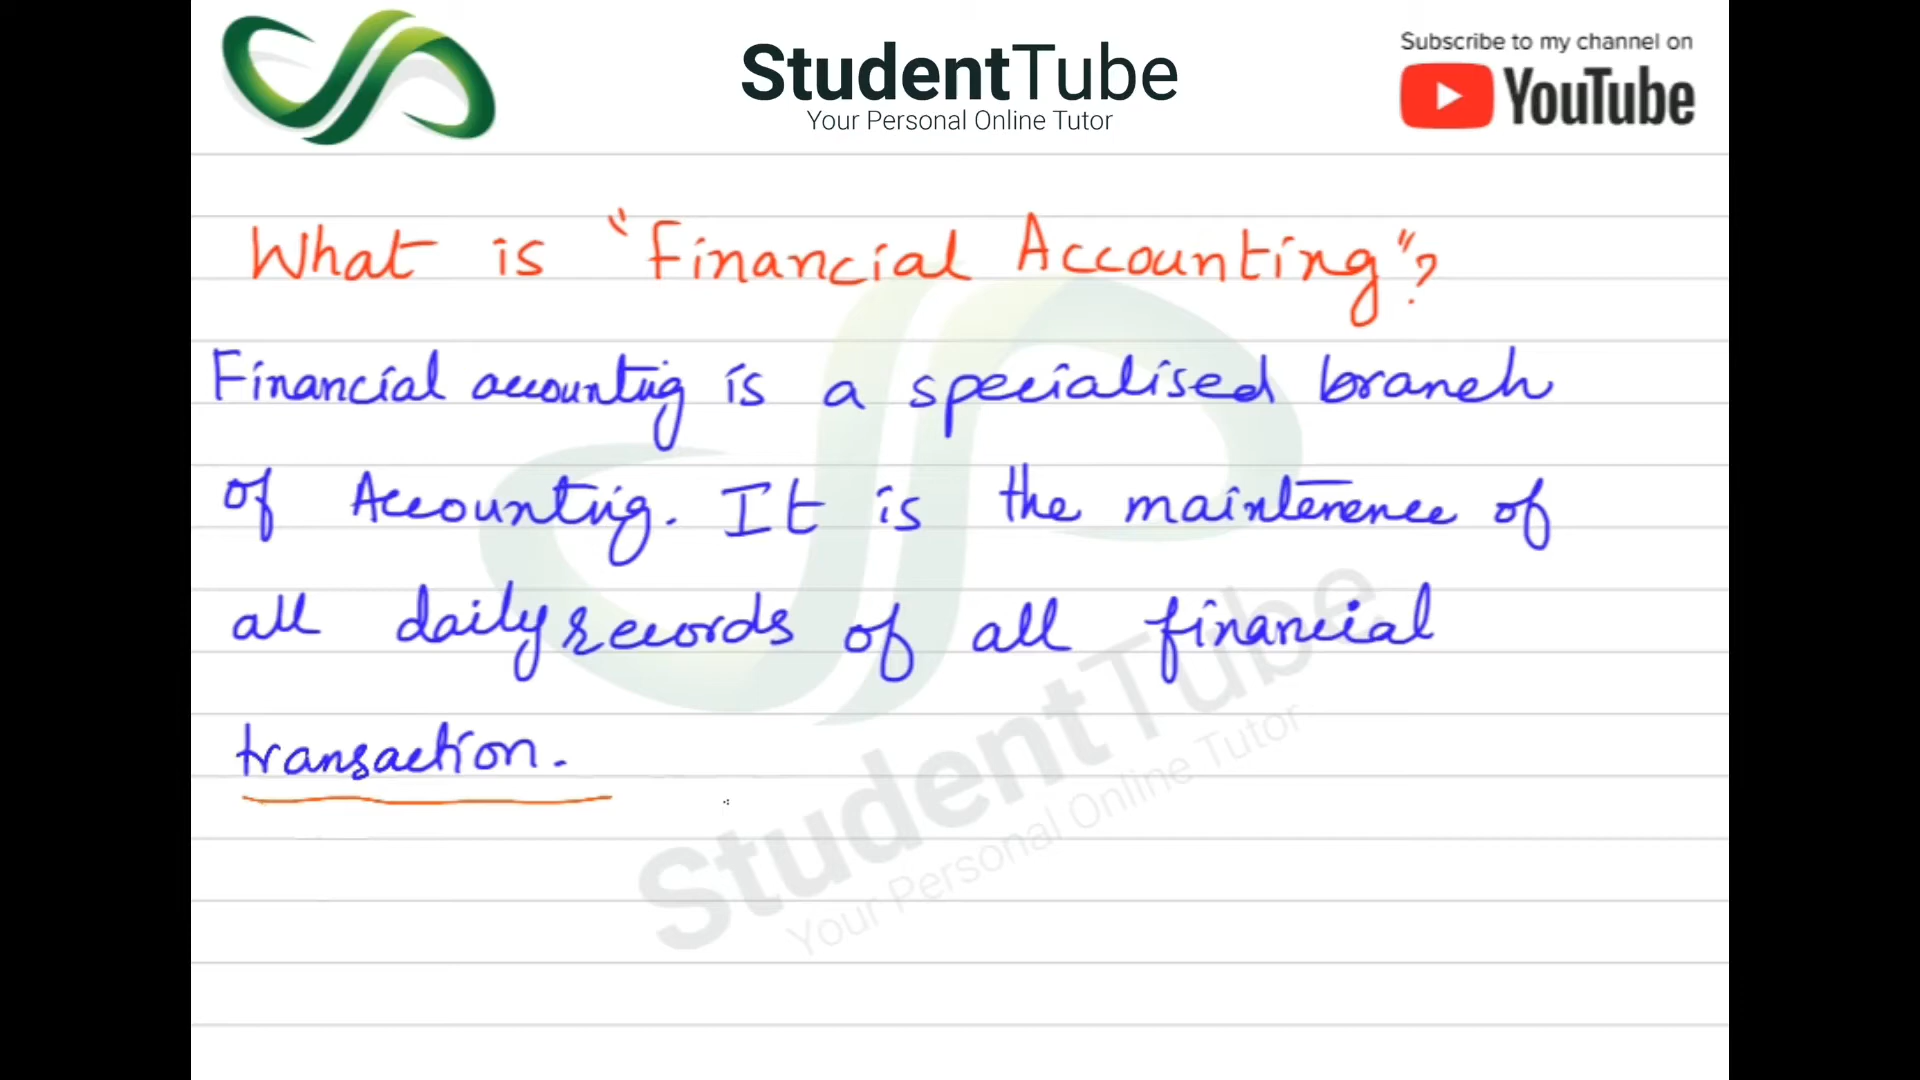 StudentTube
Your Personal Online Tutor
Subscribe to my channel on
YouTube
What is "Financial Accounting"?
Financial accounting is a specialised branch
of Accounting. It is the maintenence of
all daily records of all financial
transaction.
StudentTube
Your Personal Online Tutor